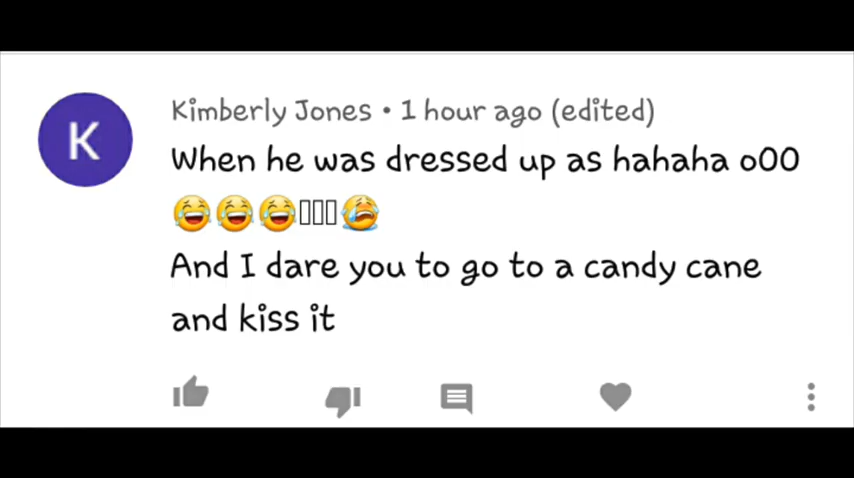 K
Kimberly Jones • 1 hour ago (edited)
When he was dressed up as hahaha oOO
😂😂😂▯▯▯😭
And I dare you to go to a candy cane
and kiss it